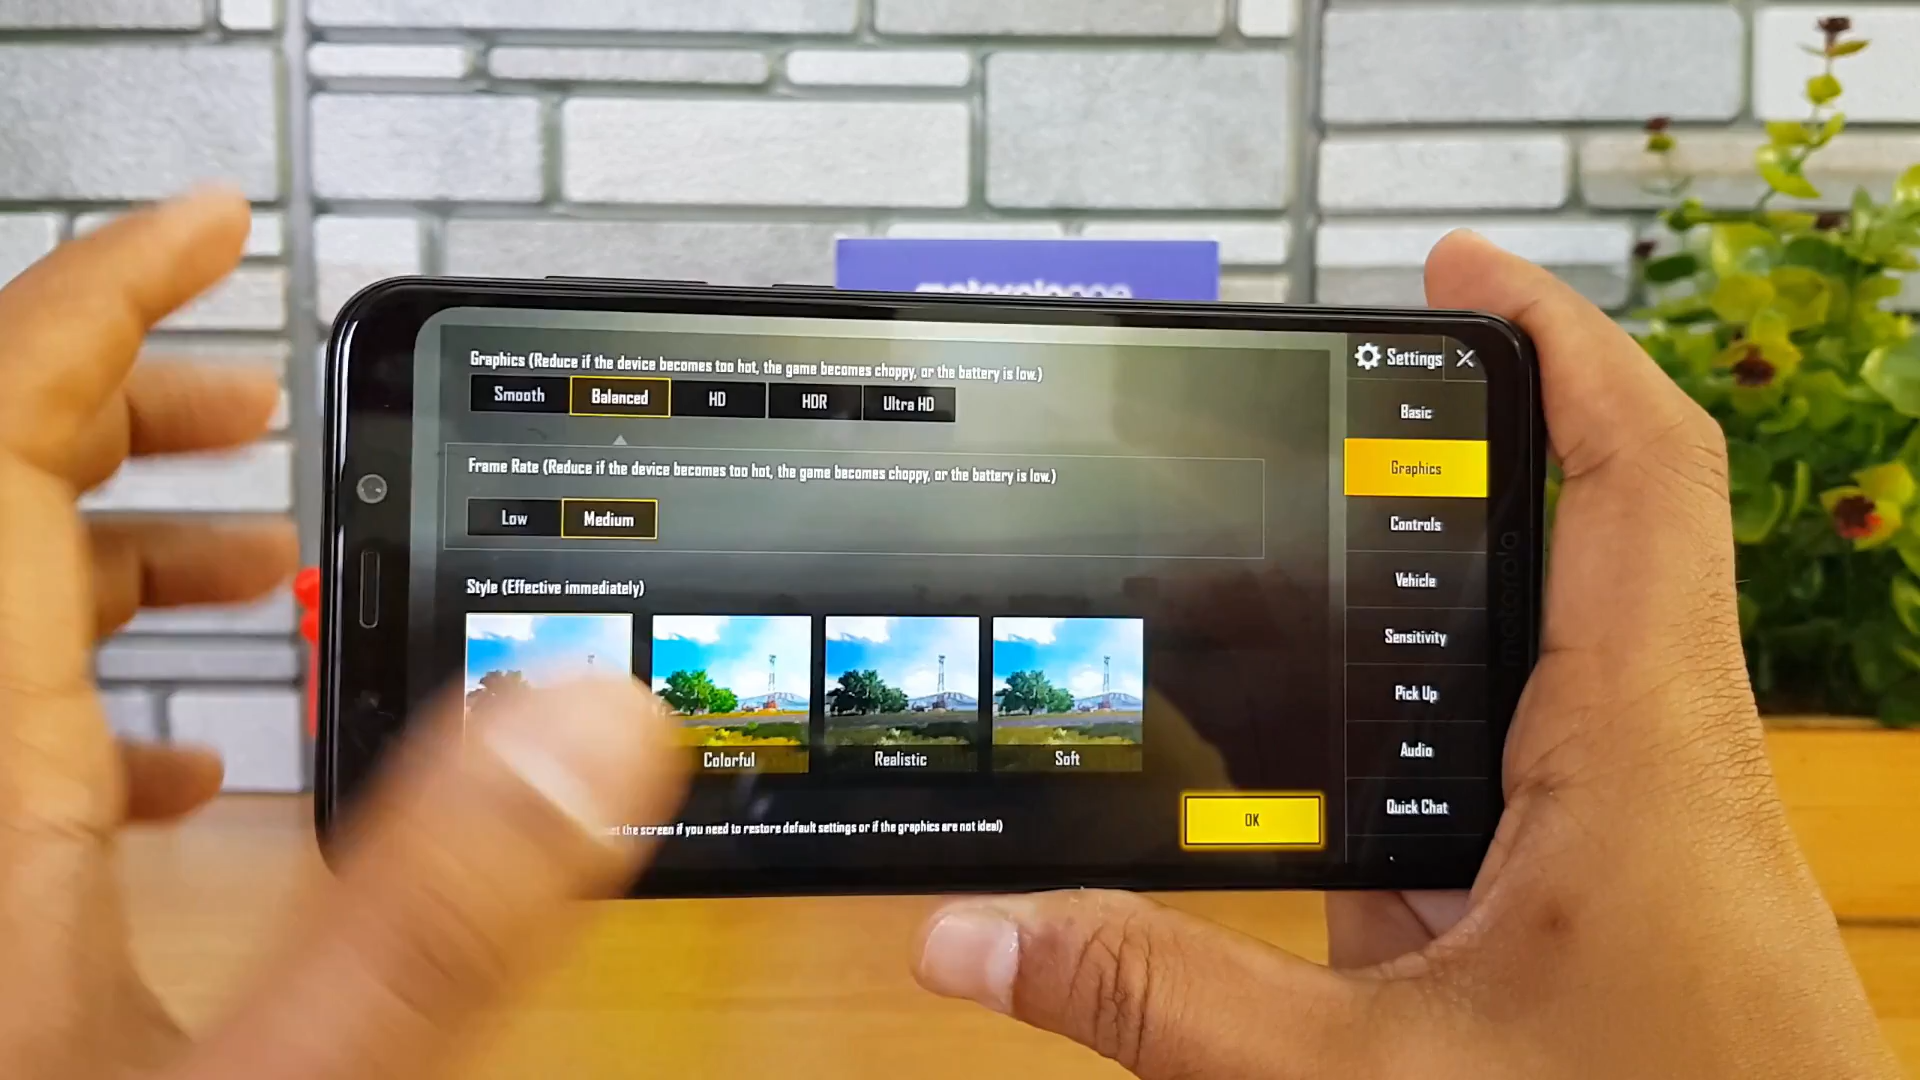 motorola one
Graphics (Reduce if the device becomes too hot, the game becomes choppy, or the battery is low.)
Smooth Balanced HD HDR Ultra HD
Frame Rate (Reduce if the device becomes too hot, the game becomes choppy, or the battery is low.)
Low Medium
Style (Effective immediately)
Colorful Realistic Soft
the screen if you need to restore default settings or if the graphics are not ideal)
OK
Settings
Basic
Graphics
Controls
Vehicle
Sensitivity
Pick Up
Audio
Quick Chat
motorola